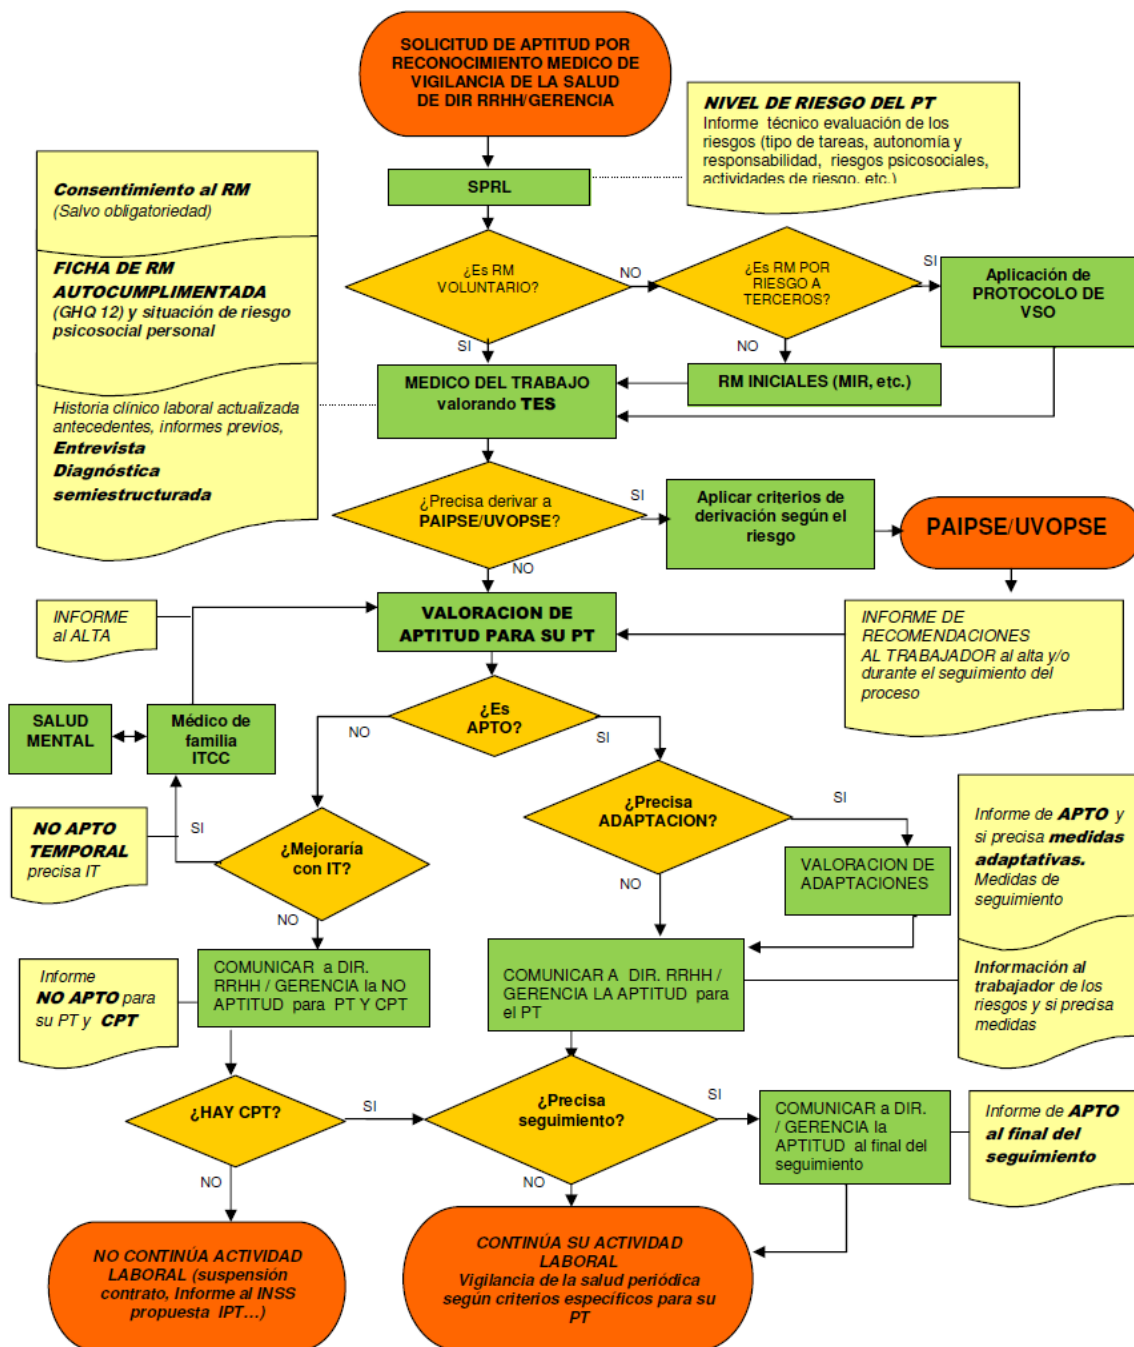 SOLICITUD DE APTITUD POR
RECONOCIMIENTO MEDICO DE
VIGILANCIA DE LA SALUD
DE DIR RRHH/GERENCIA
NIVEL DE RIESGO DEL PT
Informe técnico evaluación de los
riesgos (tipo de tareas, autonomía y
responsabilidad, riesgos psicosociales,
actividades de riesgo, etc.)
SPRL
Consentimiento al RM
(Salvo obligatoriedad)
FICHA DE RM
AUTOCUMPLIMENTADA
(GHQ 12) y situación de riesgo
psicosocial personal
Historia clínico laboral actualizada
antecedentes, informes previos,
Entrevista
Diagnóstica
semiestructurada
¿Es RM
VOLUNTARIO?
NO
¿Es RM POR
RIESGO A
TERCEROS?
SI
Aplicación de
PROTOCOLO DE
VSO
SI
NO
MEDICO DEL TRABAJO
valorando TES
RM INICIALES (MIR, etc.)
¿Precisa derivar a
PAIPSE/UVOPSE?
SI
Aplicar criterios de
derivación según el
riesgo
PAIPSE/UVOPSE
NO
INFORME
al ALTA
VALORACION DE
APTITUD PARA SU PT
INFORME DE
RECOMENDACIONES
AL TRABAJADOR al alta y/o
durante el seguimiento del
proceso
SALUD
MENTAL
Médico de
familia
ITCC
NO
¿Es
APTO?
SI
NO APTO
TEMPORAL
precisa IT
SI
¿Mejoraría
con IT?
NO
¿Precisa
ADAPTACION?
SI
NO
VALORACION DE
ADAPTACIONES
Informe de APTO y
si precisa medidas
adaptativas.
Medidas de
seguimiento
Información al
trabajador de los
riesgos y si precisa
medidas
Informe
NO APTO para
su PT y CPT
COMUNICAR a DIR.
RRHH / GERENCIA la NO
APTITUD para PT Y CPT
COMUNICAR A DIR. RRHH /
GERENCIA LA APTITUD para
el PT
¿HAY CPT?
SI
¿Precisa
seguimiento?
SI
COMUNICAR a DIR.
/ GERENCIA la
APTITUD al final del
seguimiento
Informe de APTO
al final del
seguimiento
NO
NO
NO CONTINÚA ACTIVIDAD
LABORAL (suspensión
contrato, Informe al INSS
propuesta IPT...)
CONTINÚA SU ACTIVIDAD
LABORAL
Vigilancia de la salud periódica
según criterios específicos para su
PT